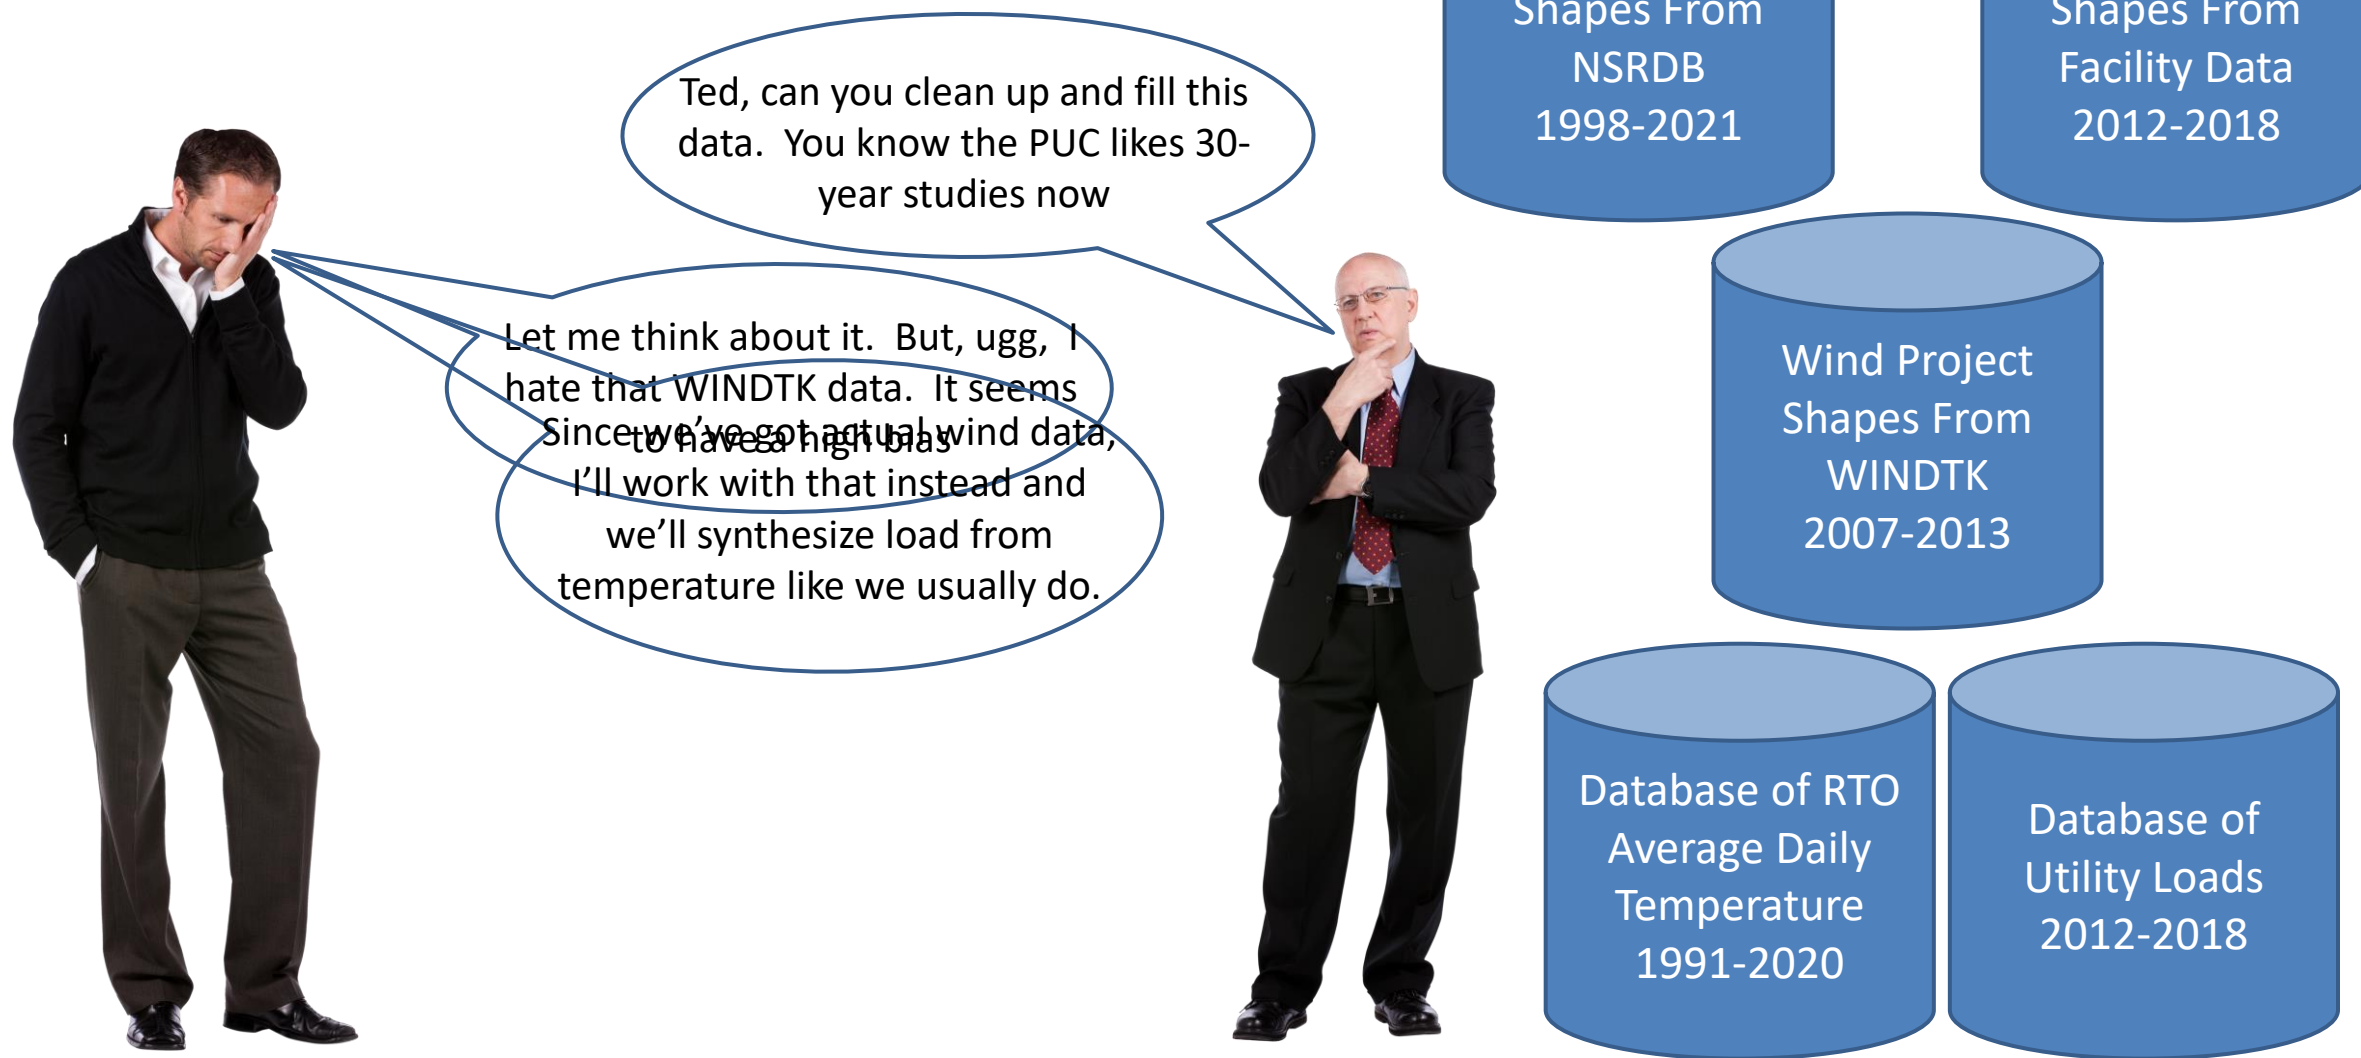 Ted, can you clean up and fill this
data.  You know the PUC likes 30-
year studies now
Let me think about it.  But, ugg,  I
hate that WINDTK data.  It seems
to have a high bias
Since we’ve got actual wind data,
I’ll work with that instead and
we’ll synthesize load from
temperature like we usually do.
Shapes From
NSRDB
1998-2021
Shapes From
Facility Data
2012-2018
Wind Project
Shapes From
WINDTK
2007-2013
Database of RTO
Average Daily
Temperature
1991-2020
Database of
Utility Loads
2012-2018